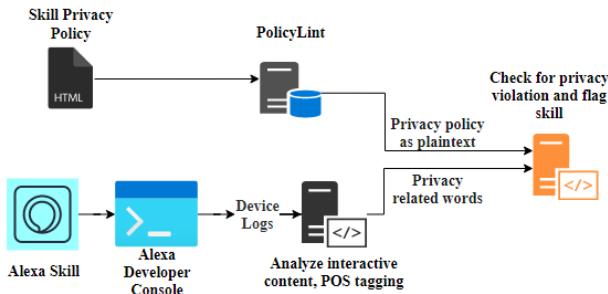 Skill Privacy
Policy
HTML
PolicyLint
Privacy policy
as plaintext
Check for privacy
violation and flag
skill
</>
Alexa Skill
>_
Alexa
Developer
Console
Device
Logs
</>
Analyze interactive
content, POS tagging
Privacy
related words